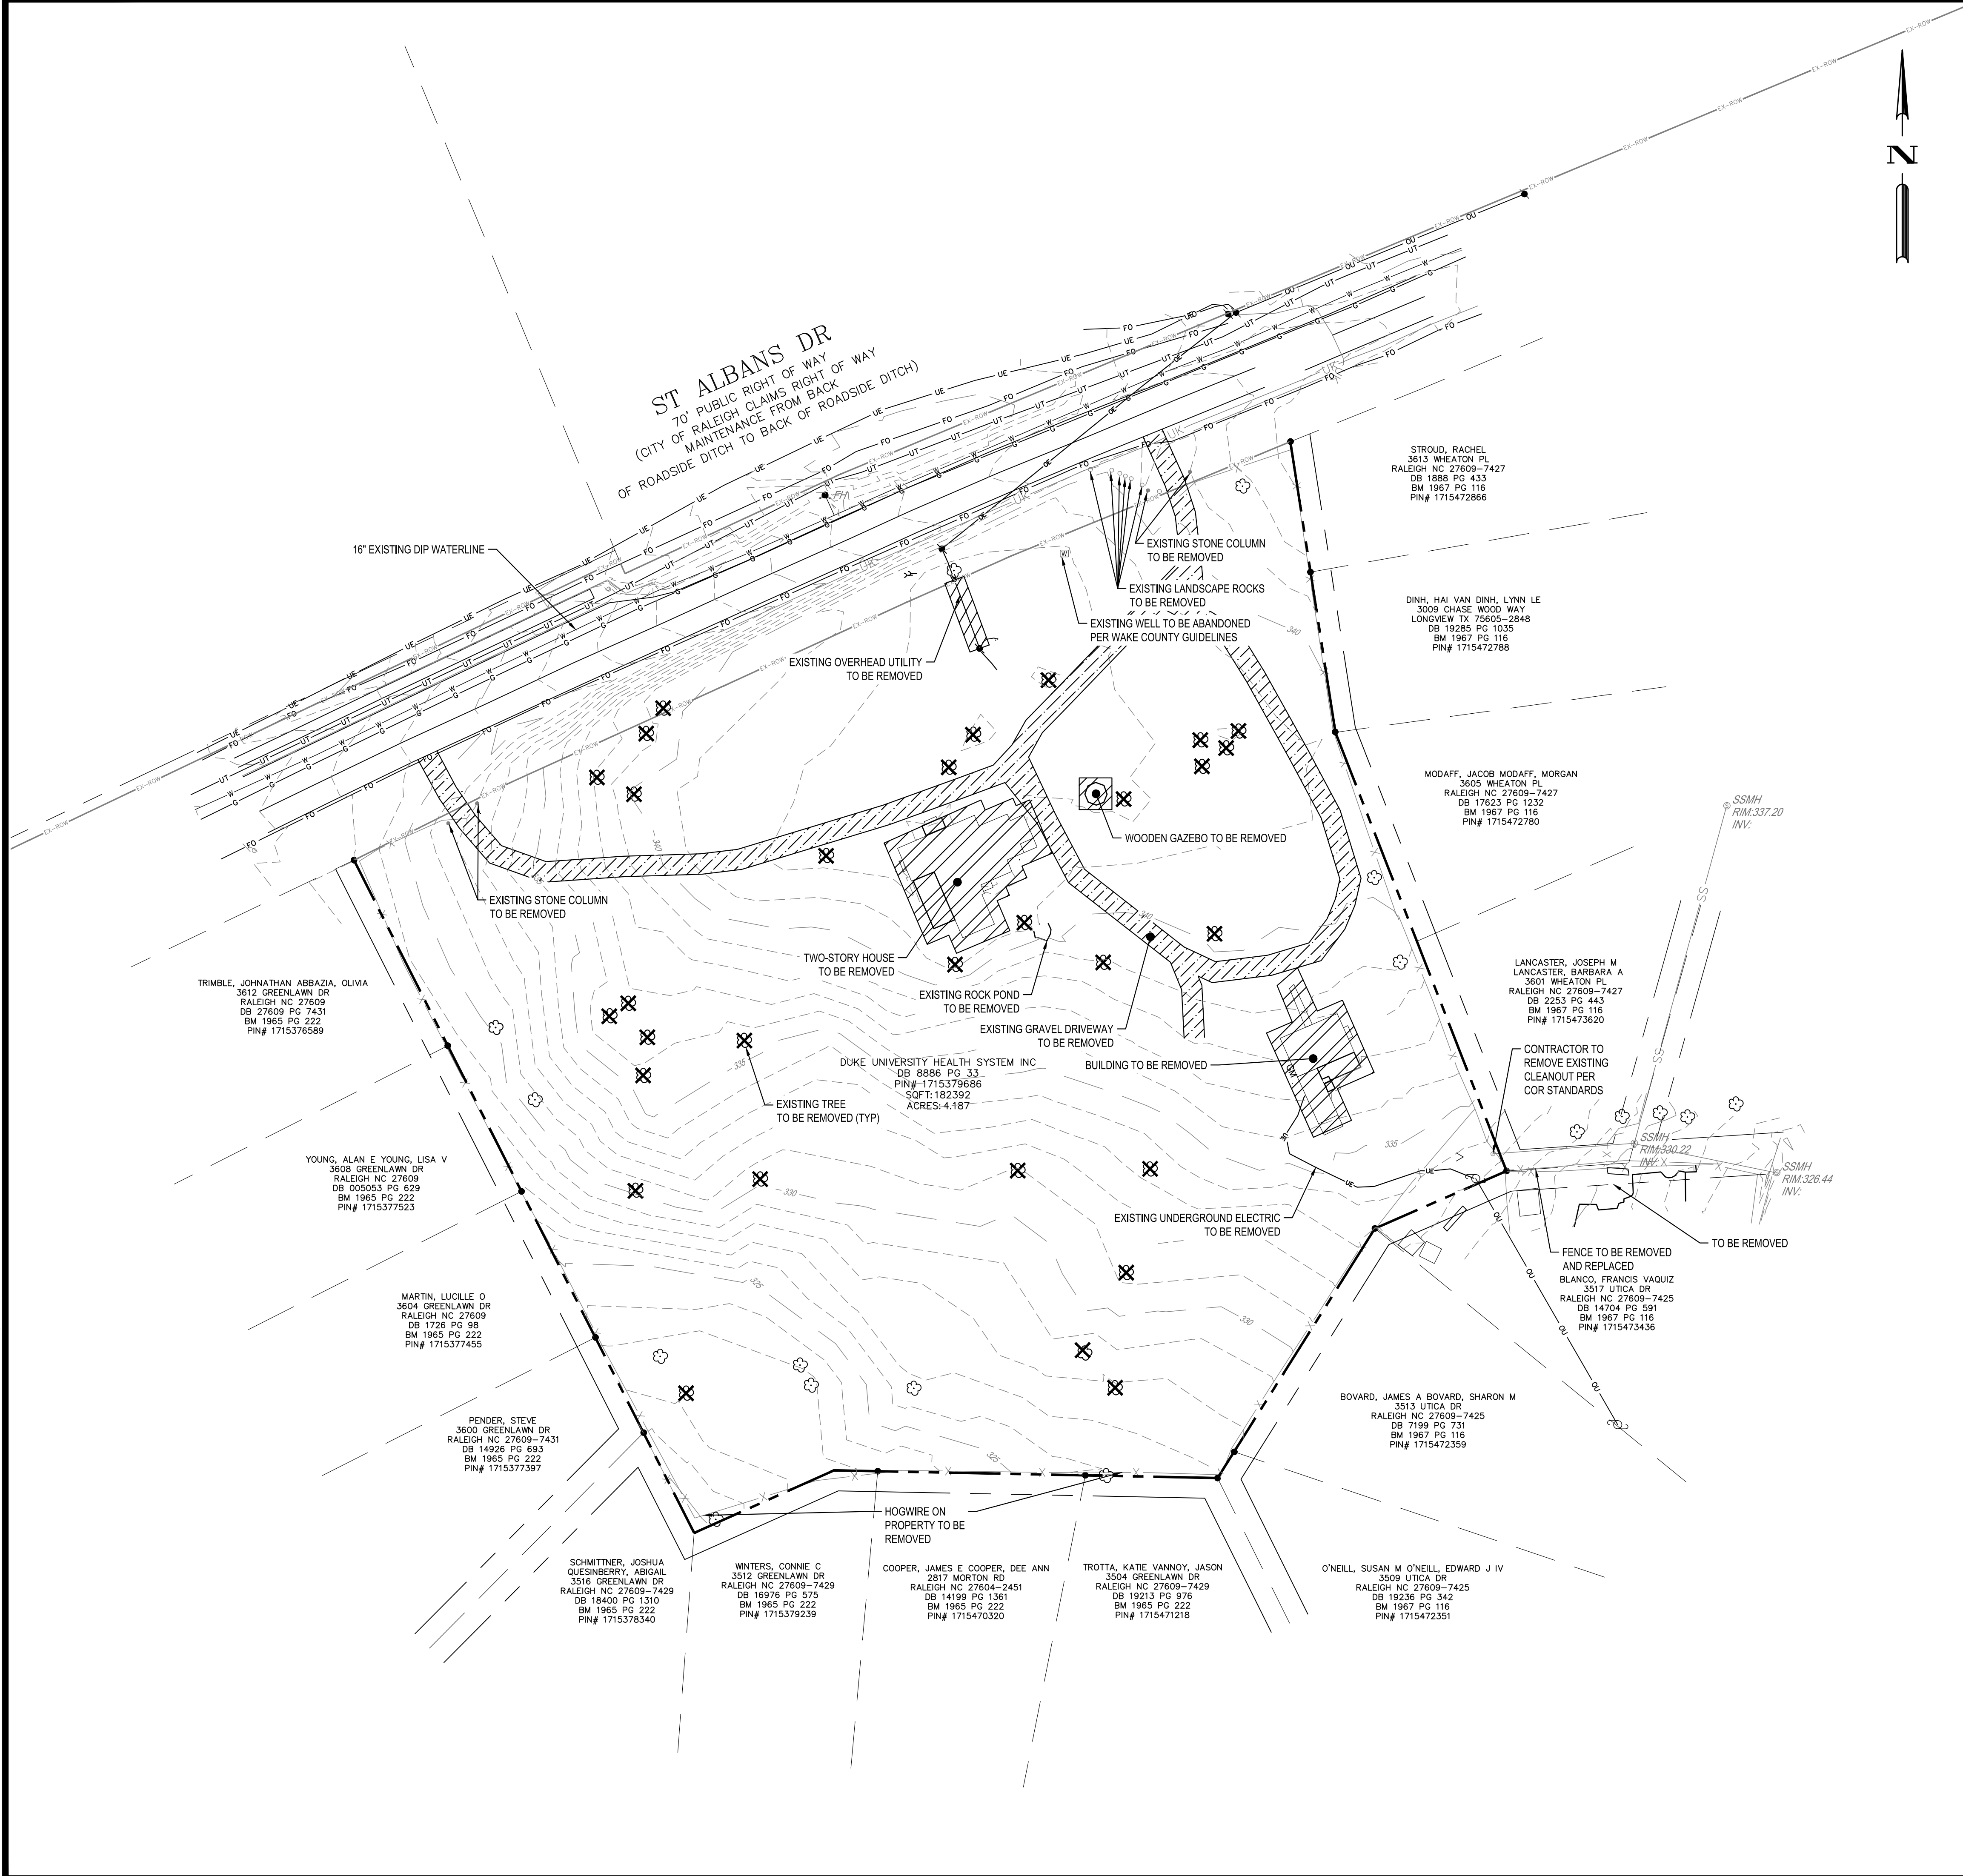 N
ST ALBANS DR
70' PUBLIC RIGHT OF WAY
(CITY OF RALEIGH CLAIMS RIGHT OF WAY
MAINTENANCE FROM BACK
OF ROADSIDE DITCH TO BACK OF ROADSIDE DITCH)
16" EXISTING DIP WATERLINE
STROUD, RACHEL
3613 WHEATON PL
RALEIGH NC 27609-7427
DB 1888 PG 433
BM 1967 PG 116
PIN# 1715472866
EXISTING STONE COLUMN
TO BE REMOVED
EXISTING LANDSCAPE ROCKS
TO BE REMOVED
EXISTING WELL TO BE ABANDONED
PER WAKE COUNTY GUIDELINES
EXISTING OVERHEAD UTILITY
TO BE REMOVED
DINH, HAI VAN DINH, LYNN LE
3009 CHASE WOOD WAY
LONGVIEW TX 75605-2848
DB 19285 PG 1035
BM 1967 PG 116
PIN# 1715472788
MODAFF, JACOB MODAFF, MORGAN
3605 WHEATON PL
RALEIGH NC 27609-7427
DB 17623 PG 1232
BM 1967 PG 116
PIN# 1715472780
SSMH
RIM:337.20
INV:
WOODEN GAZEBO TO BE REMOVED
EXISTING STONE COLUMN
TO BE REMOVED
TWO-STORY HOUSE
TO BE REMOVED
EXISTING ROCK POND
TO BE REMOVED
EXISTING GRAVEL DRIVEWAY
TO BE REMOVED
BUILDING TO BE REMOVED
TRIMBLE, JOHNATHAN ABBAZIA, OLIVIA
3612 GREENLAWN DR
RALEIGH NC 27609
DB 27609 PG 7431
BM 1965 PG 222
PIN# 1715376589
LANCASTER, JOSEPH M
LANCASTER, BARBARA A
3601 WHEATON PL
RALEIGH NC 27609-7427
DB 2253 PG 443
BM 1967 PG 116
PIN# 1715473620
CONTRACTOR TO
REMOVE EXISTING
CLEANOUT PER
COR STANDARDS
DUKE UNIVERSITY HEALTH SYSTEM INC
DB 8886 PG 33
PIN# 1715379686
SQFT: 182392
ACRES: 4.187
EXISTING TREE
TO BE REMOVED (TYP)
SSMH
RIM:330.22
INV:
SSMH
RIM:326.44
INV:
YOUNG, ALAN E YOUNG, LISA V
3608 GREENLAWN DR
RALEIGH NC 27609
DB 005053 PG 629
BM 1965 PG 222
PIN# 1715377523
EXISTING UNDERGROUND ELECTRIC
TO BE REMOVED
TO BE REMOVED
FENCE TO BE REMOVED
AND REPLACED
BLANCO, FRANCIS VAQUIZ
3517 UTICA DR
RALEIGH NC 27609-7425
DB 14704 PG 591
BM 1967 PG 116
PIN# 1715473436
MARTIN, LUCILLE O
3604 GREENLAWN DR
RALEIGH NC 27609
DB 1726 PG 98
BM 1965 PG 222
PIN# 1715377455
BOVARD, JAMES A BOVARD, SHARON M
3513 UTICA DR
RALEIGH NC 27609-7425
DB 7199 PG 731
BM 1967 PG 116
PIN# 1715472359
PENDER, STEVE
3600 GREENLAWN DR
RALEIGH NC 27609-7431
DB 14926 PG 693
BM 1965 PG 222
PIN# 1715377397
HOGWIRE ON
PROPERTY TO BE
REMOVED
SCHMITTNER, JOSHUA
QUESINBERRY, ABIGAIL
3516 GREENLAWN DR
RALEIGH NC 27609-7429
DB 18400 PG 1310
BM 1965 PG 222
PIN# 1715378340
WINTERS, CONNIE C
3512 GREENLAWN DR
RALEIGH NC 27609-7429
DB 16976 PG 575
BM 1965 PG 222
PIN# 1715379239
COOPER, JAMES E COOPER, DEE ANN
2817 MORTON RD
RALEIGH NC 27604-2451
DB 14199 PG 1361
BM 1965 PG 222
PIN# 1715470320
TROTTA, KATIE VANNOY, JASON
3504 GREENLAWN DR
RALEIGH NC 27609-7429
DB 19213 PG 976
BM 1965 PG 222
PIN# 1715471218
O'NEILL, SUSAN M O'NEILL, EDWARD J IV
3509 UTICA DR
RALEIGH NC 27609-7425
DB 19236 PG 342
BM 1967 PG 116
PIN# 1715472351
340
340
340
335
335
330
330
325
325